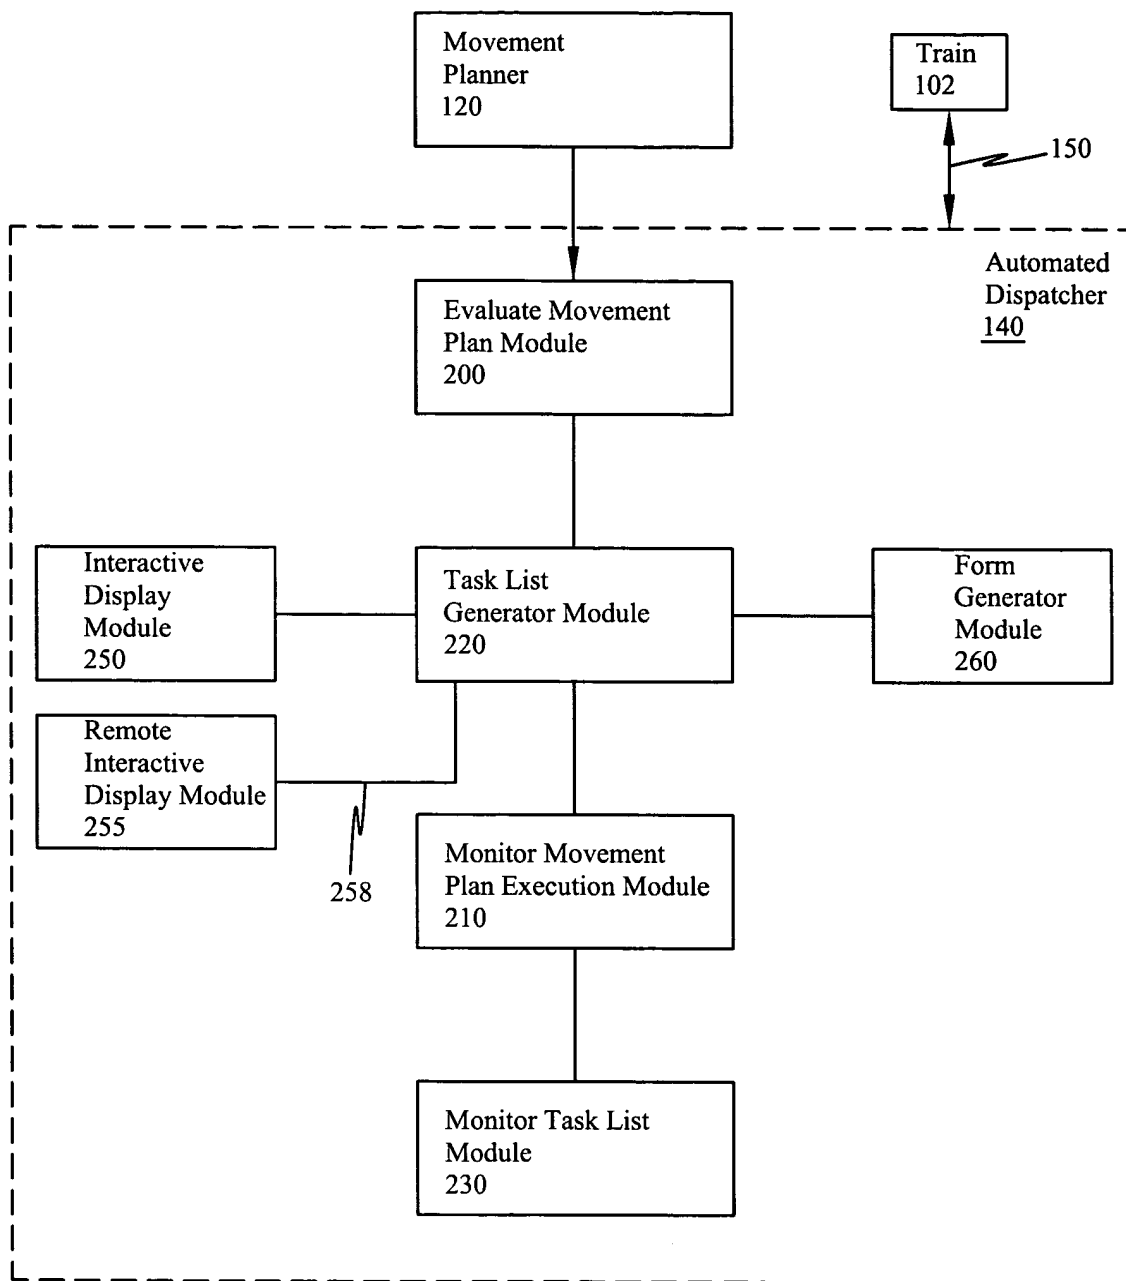 Movement
Planner
120
Train
102
150
Automated
Dispatcher
140
Evaluate Movement
Plan Module
200
Interactive
Display
Module
250
Task List
Generator Module
220
Form
Generator
Module
260
Remote
Interactive
Display Module
255
258
Monitor Movement
Plan Execution Module
210
Monitor Task List
Module
230